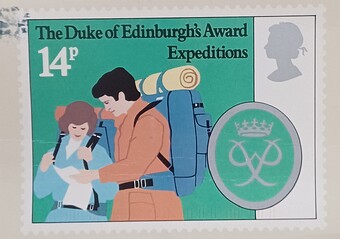 The Duke of Edinburgh's Award
Expeditions
14P